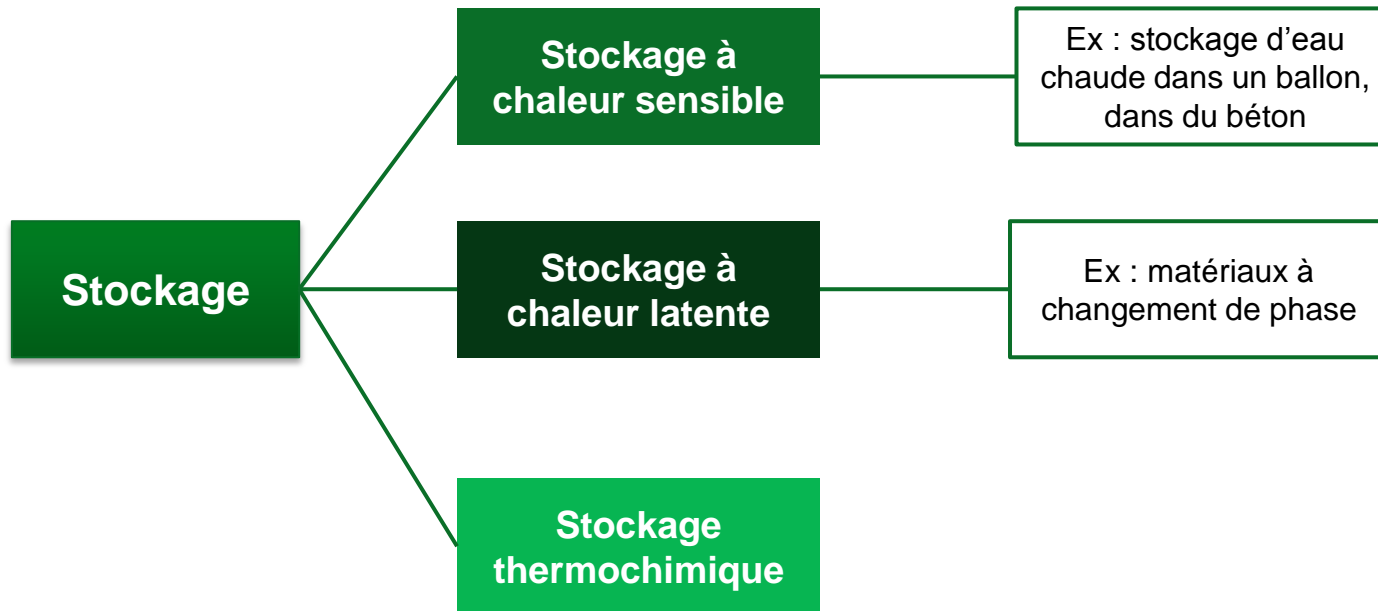 Stockage
Stockage à
chaleur sensible
Ex : stockage d’eau
chaude dans un ballon,
dans du béton
Stockage à
chaleur latente
Ex : matériaux à
changement de phase
Stockage
thermochimique